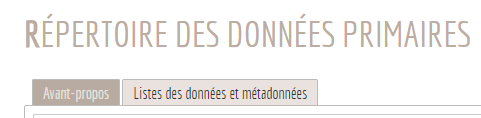 RÉPERTOIRE DES DONNÉES PRIMAIRES
Avant-propos Listes des données et métadonnées